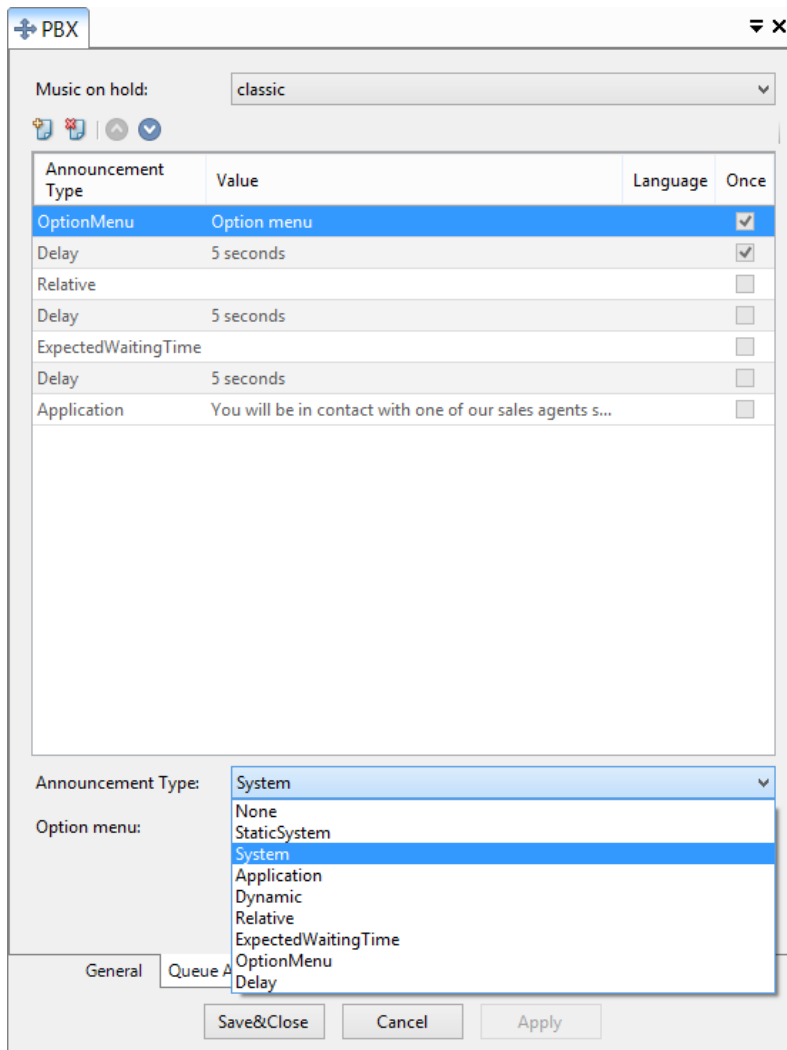 PBX
Music on hold: classic
Announcement Type Value Language Once
OptionMenu Option menu
Delay 5 seconds
Relative
Delay 5 seconds
ExpectedWaitingTime
Delay 5 seconds
Application You will be in contact with one of our sales agents s...
Announcement Type: System
None
Option menu:
StaticSystem
System
Application
Dynamic
Relative
ExpectedWaitingTime
OptionMenu
Delay
General Queue A
Save&Close Cancel Apply